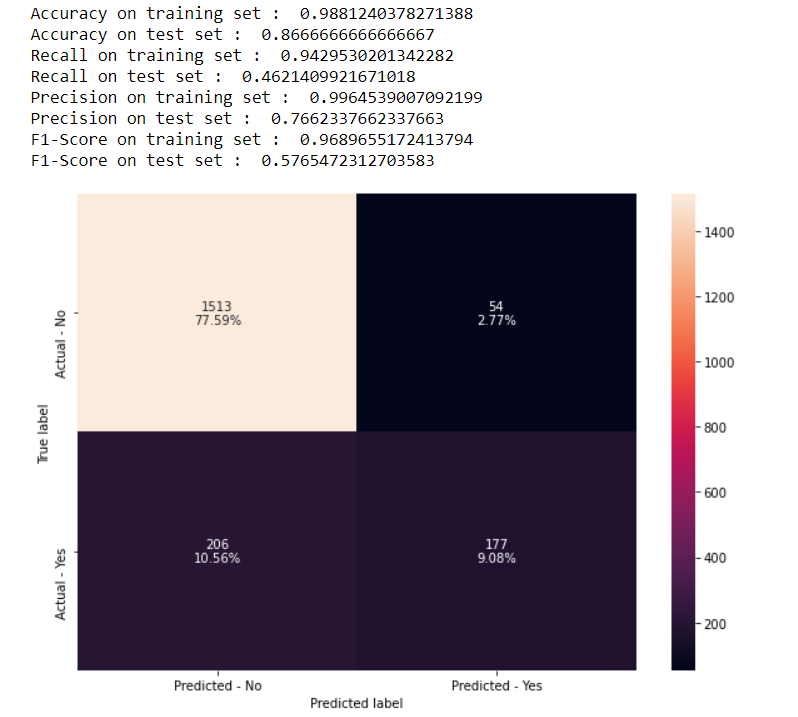 Accuracy on training set :  0.9881240378271388
Accuracy on test set :  0.8666666666666667
Recall on training set :  0.9429530201342282
Recall on test set :  0.4621409921671018
Precision on training set :  0.9964539007092199
Precision on test set :  0.7662337662337663
F1-Score on training set :  0.9689655172413794
F1-Score on test set :  0.5765472312703583
1513
77.59%
54
2.77%
206
10.56%
177
9.08%
Actual - No
Actual - Yes
True label
Predicted - No
Predicted - Yes
Predicted label
1400
1200
1000
800
600
400
200